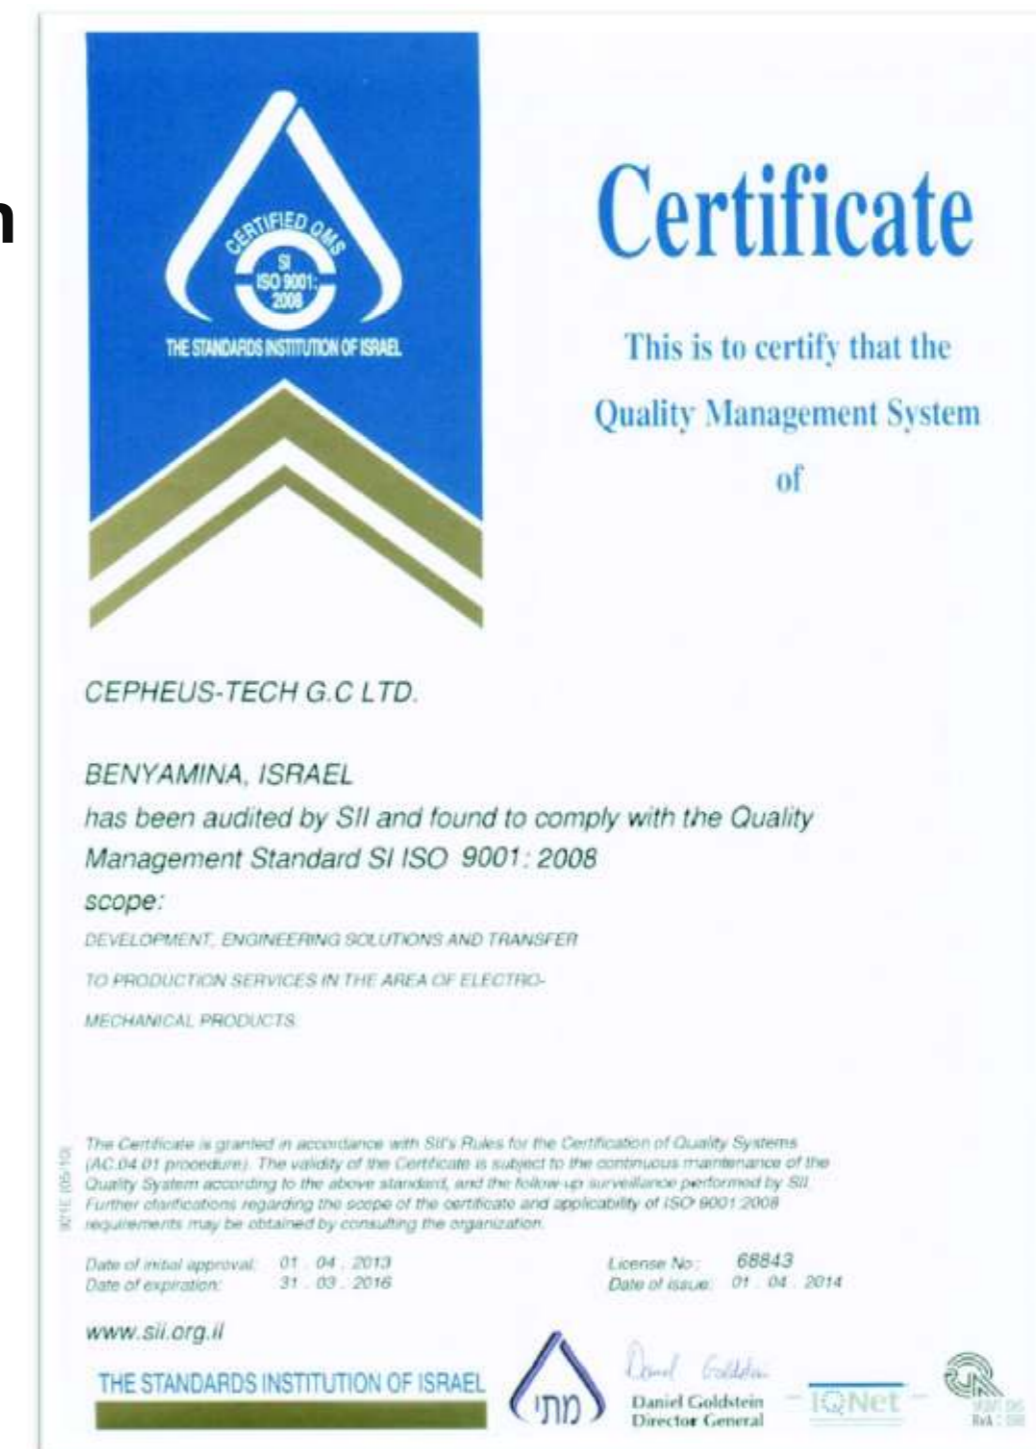 n
CERTIFIED QMS
SI
ISO 9001:
2008
THE STANDARDS INSTITUTION OF ISRAEL
Certificate
This is to certify that the
Quality Management System
of
CEPHEUS-TECH G.C LTD.
BENYAMINA, ISRAEL
has been audited by SII and found to comply with the Quality
Management Standard SI ISO 9001: 2008
scope:
DEVELOPMENT, ENGINEERING SOLUTIONS AND TRANSFER
TO PRODUCTION SERVICES IN THE AREA OF ELECTRO-
MECHANICAL PRODUCTS.
The Certificate is granted in accordance with SII's Rules for the Certification of Quality Systems
(AC.04.01 procedure). The validity of the Certificate is subject to the continuous maintenance of the
Quality System according to the above standard, and the follow-up surveillance performed by SII.
Further clarifications regarding the scope of the certificate and applicability of ISO 9001:2008
requirements may be obtained by consulting the organization.
921E (05/10)
Date of initial approval: 01 . 04 . 2013
Date of expiration: 31 . 03 . 2016
License No: 68843
Date of issue: 01 . 04 . 2014
www.sii.org.il
THE STANDARDS INSTITUTION OF ISRAEL
מתי
Daniel Goldstein
Daniel Goldstein
Director General
IQNet
RvA